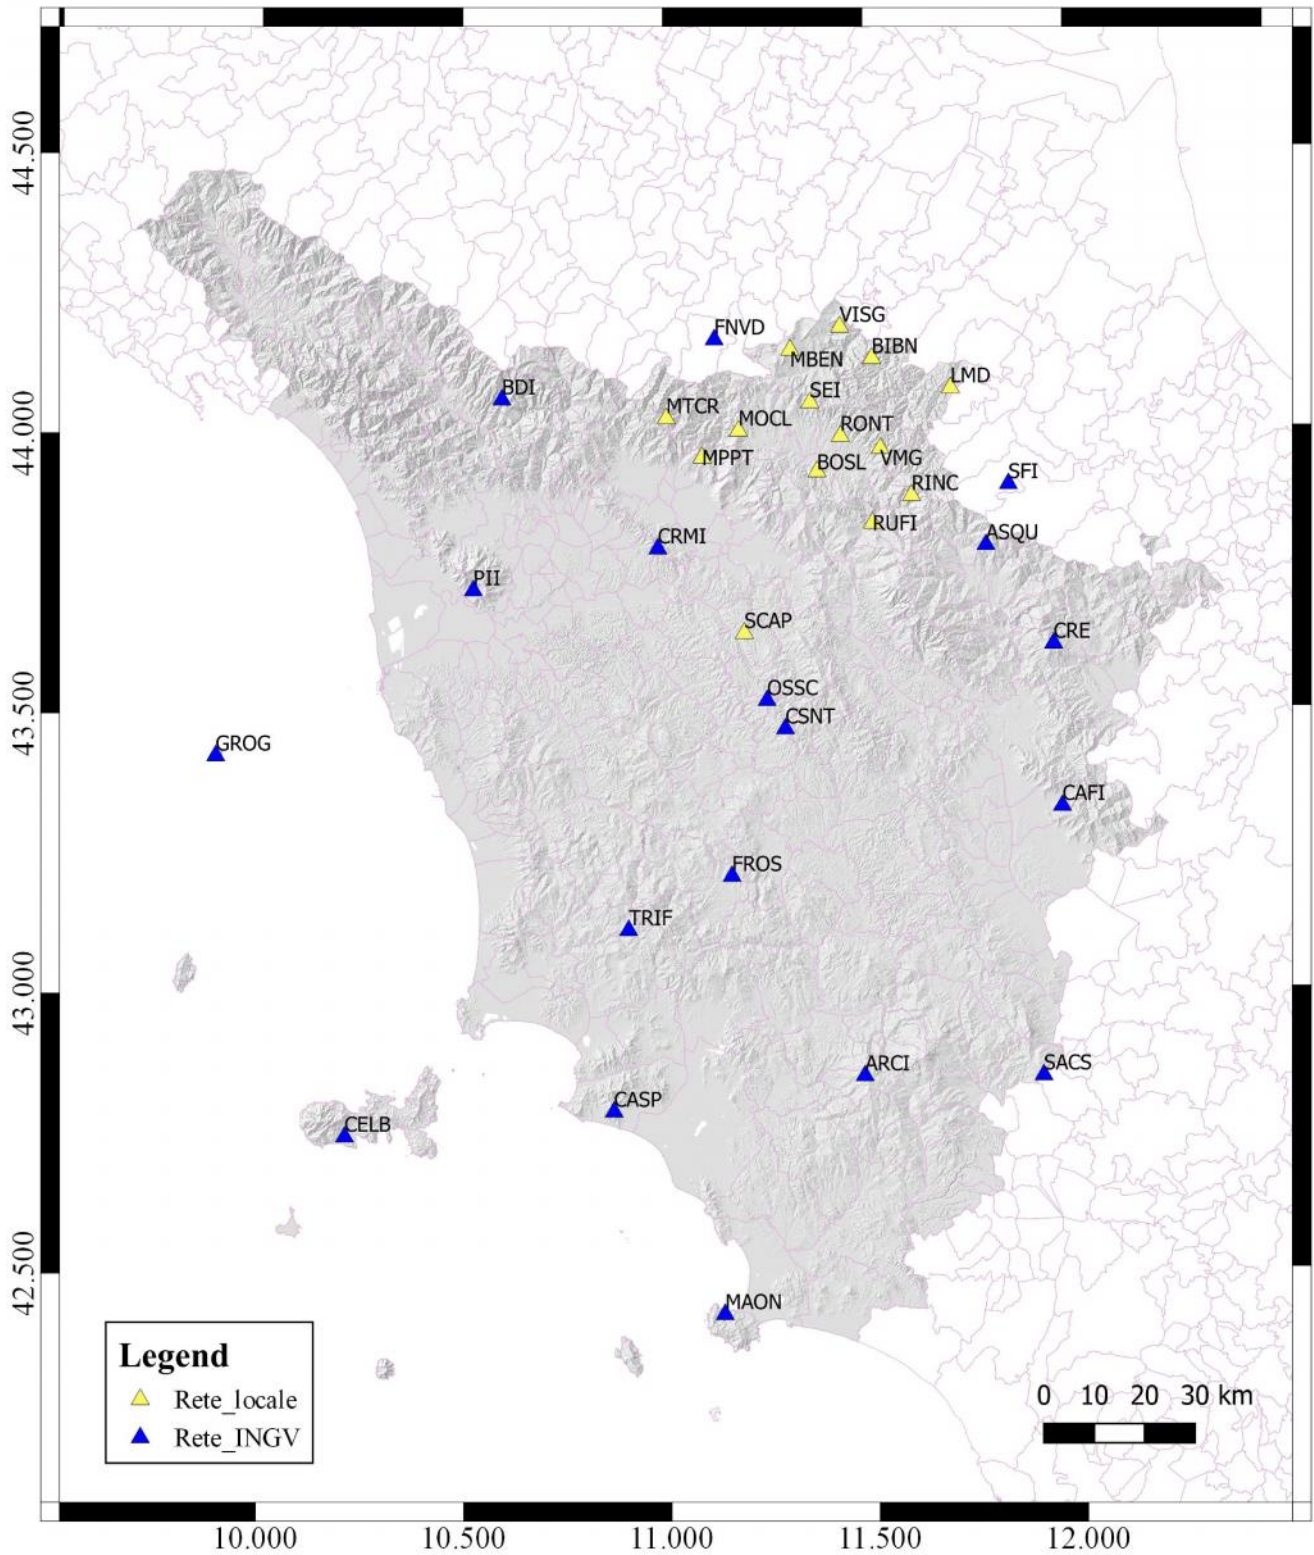 44.500
VISG
FNVD
BIBN
MBEN
LMD
BDI
SEI
MTCR
MOCL
RONT
44.000
MPPT
BOSL
VMG
SFI
RINC
RUFI
ASQU
CRMI
PII
SCAP
CRE
OSSC
43.500
CSNT
GROG
CAFI
FROS
TRIF
43.000
ARCI
SACS
CASP
CELB
42.500
MAON
Legend
Rete_locale
Rete_INGV
0 10 20 30 km
10.000 10.500 11.000 11.500 12.000